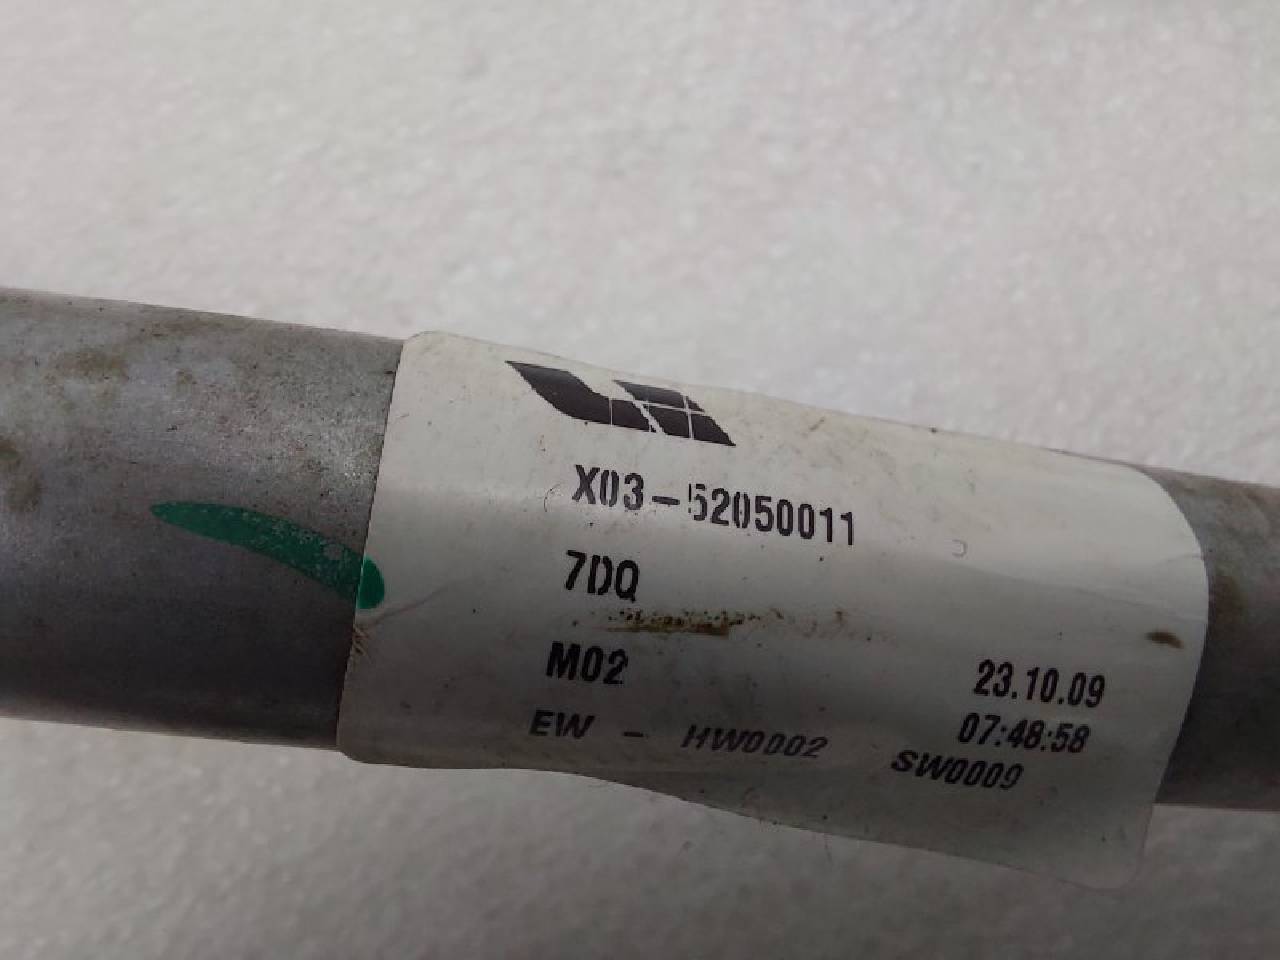 X03-52050011
7DQ
M02
23.10.09
07:48:58
EW - HW0002 SW0009